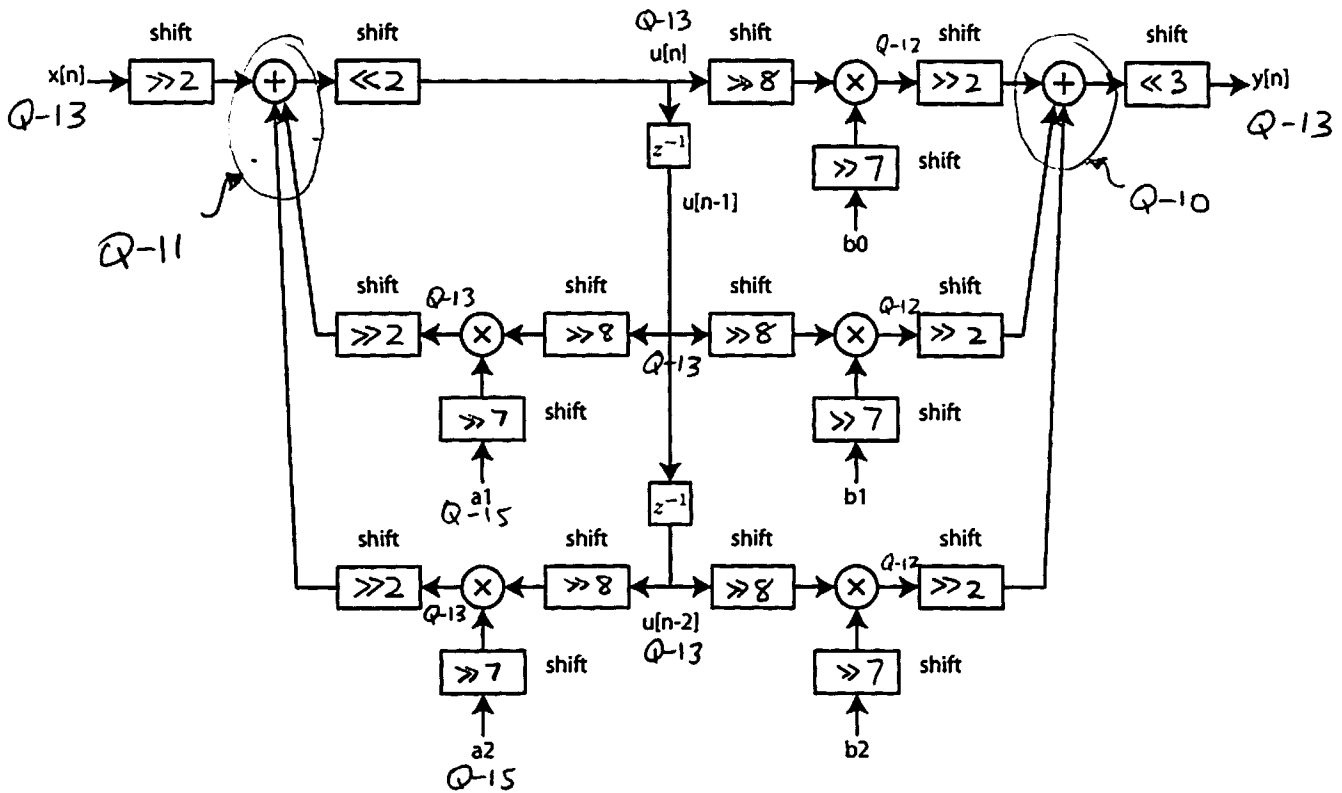 Q-13
shift
shift
u[n]
shift
Q-12
shift
shift
x[n]
≫2
+
≪2
≫8
×
≫2
+
≪3
y[n]
Q-13
Q-13
z⁻¹
≫7
shift
u[n-1]
b0
Q-11
Q-10
shift
Q-13
shift
shift
Q-12
shift
≫2
×
≫8
≫8
×
≫2
Q-13
≫7
shift
≫7
shift
a1
Q-15
z⁻¹
b1
shift
shift
shift
Q-12
shift
≫2
×
≫8
≫8
×
≫2
Q-13
u[n-2]
Q-13
≫7
shift
≫7
shift
a2
Q-15
b2